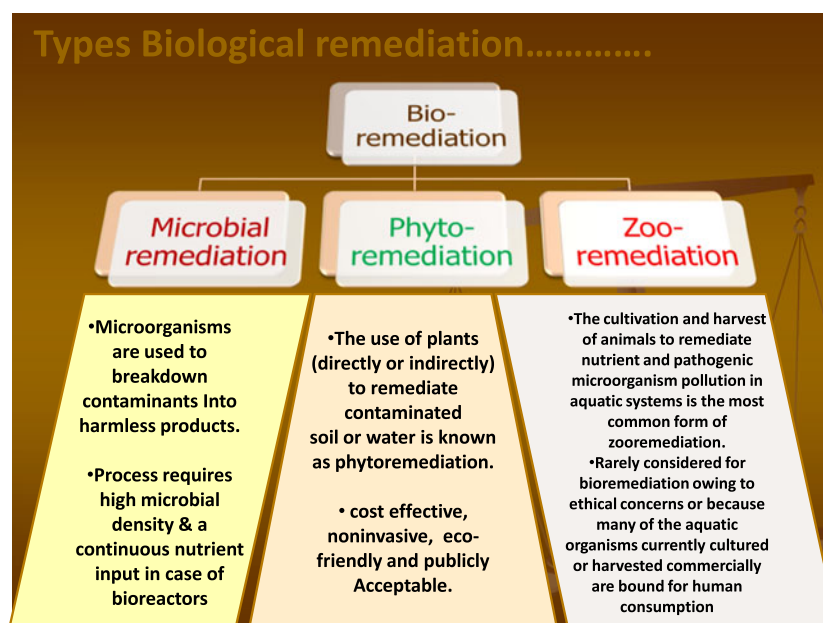 Types Biological remediation………….
Bio-
remediation
Microbial
remediation
Phyto-
remediation
Zoo-
remediation
•Microorganisms
are used to
breakdown
contaminants Into
harmless products.
•Process requires
high microbial
density & a
continuous nutrient
input in case of
bioreactors
•The use of plants
(directly or indirectly)
to remediate
contaminated
soil or water is known
as phytoremediation.
• cost effective,
noninvasive, eco-
friendly and publicly
Acceptable.
•The cultivation and harvest
of animals to remediate
nutrient and pathogenic
microorganism pollution in
aquatic systems is the most
common form of
zooremediation.
•Rarely considered for
bioremediation owing to
ethical concerns or because
many of the aquatic
organisms currently cultured
or harvested commercially
are bound for human
consumption